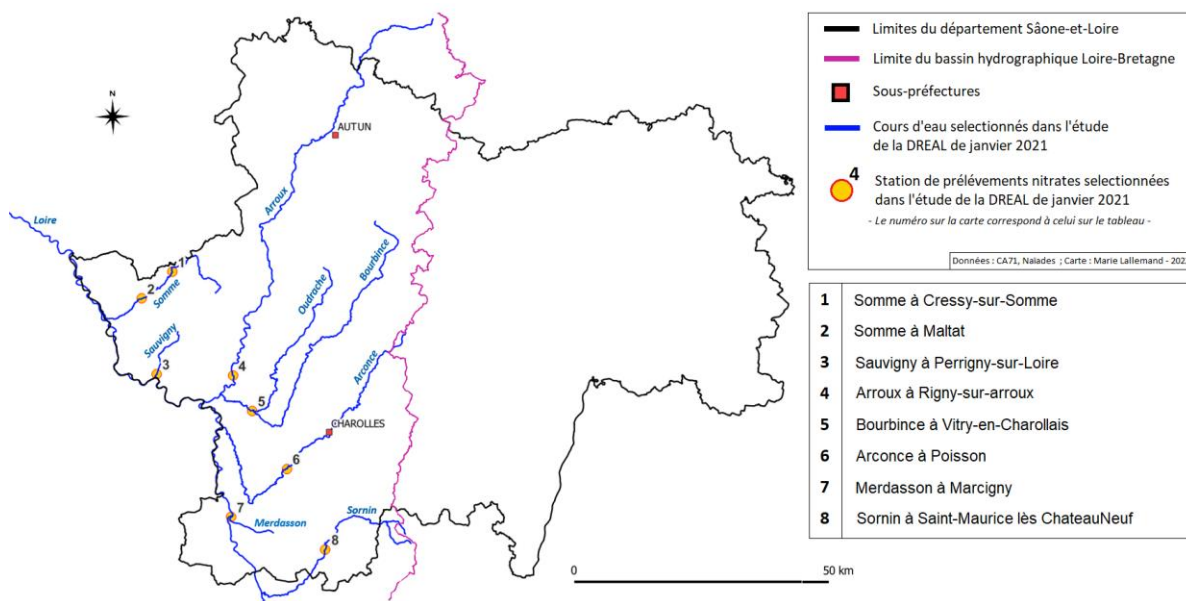 N
AUTUN
Arroux
Loire
1
2
Somme
Bourbince
Oudrache
Sauvigny
3
4
Arconce
5
CHAROLLES
6
7
Merdasson
Sornin
8
0
50 km
Limites du département Sâone-et-Loire
Limite du bassin hydrographique Loire-Bretagne
Sous-préfectures
Cours d'eau selectionnés dans l'étude
de la DREAL de janvier 2021
4
Station de prélévements nitrates selectionnées
dans l'étude de la DREAL de janvier 2021
- Le numéro sur la carte correspond à celui sur le tableau -
Données : CA71, Naïades ; Carte : Marie Lallemand -
1 Somme à Cressy-sur-Somme
2 Somme à Maltat
3 Sauvigny à Perrigny-sur-Loire
4 Arroux à Rigny-sur-arroux
5 Bourbince à Vitry-en-Charollais
6 Arconce à Poisson
7 Merdasson à Marcigny
8 Sornin à Saint-Maurice lès ChateauNeuf